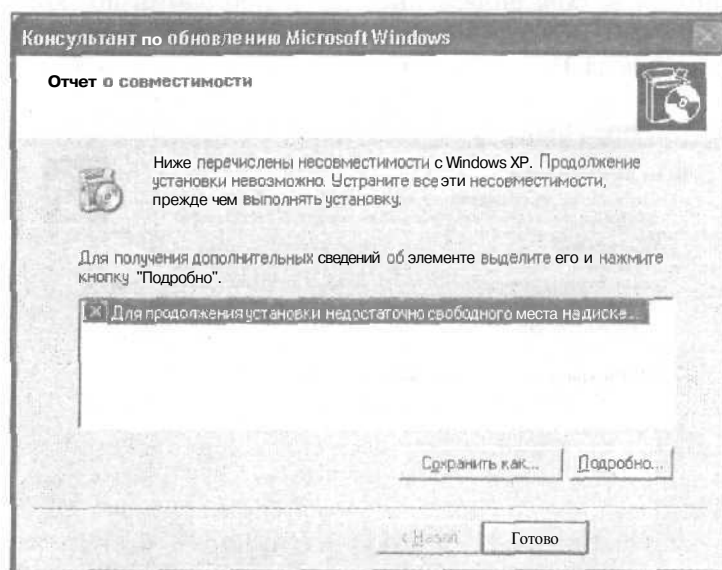 Консультант по обновлению Microsoft Windows
Отчет о совместимости
Ниже перечислены несовместимости с Windows XP. Продолжение
установки невозможно. Устраните все эти несовместимости,
прежде чем выполнять установку.
Для получения дополнительных сведений об элементе выделите его и нажмите
кнопку "Подробно".
Для продолжения установки недостаточно свободного места на диске...
Сохранить как...
Подробно...
< Назад
Готово